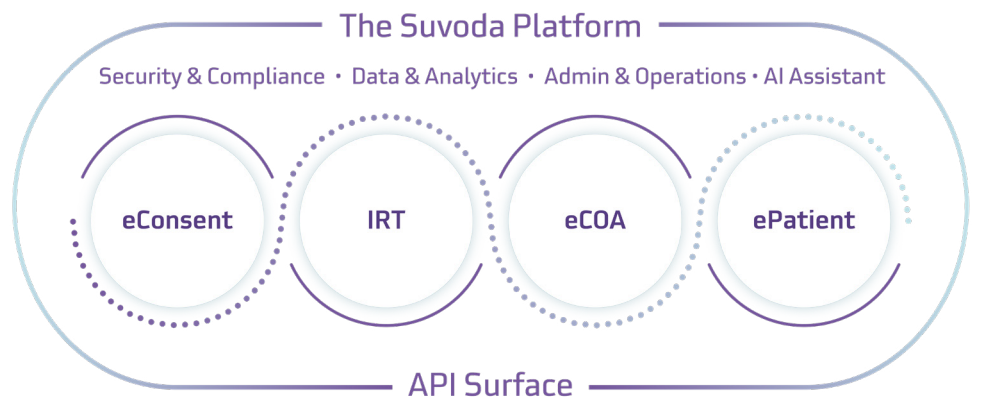 The Suvoda Platform
Security & Compliance • Data & Analytics • Admin & Operations • AI Assistant
eConsent IRT eCOA ePatient
API Surface